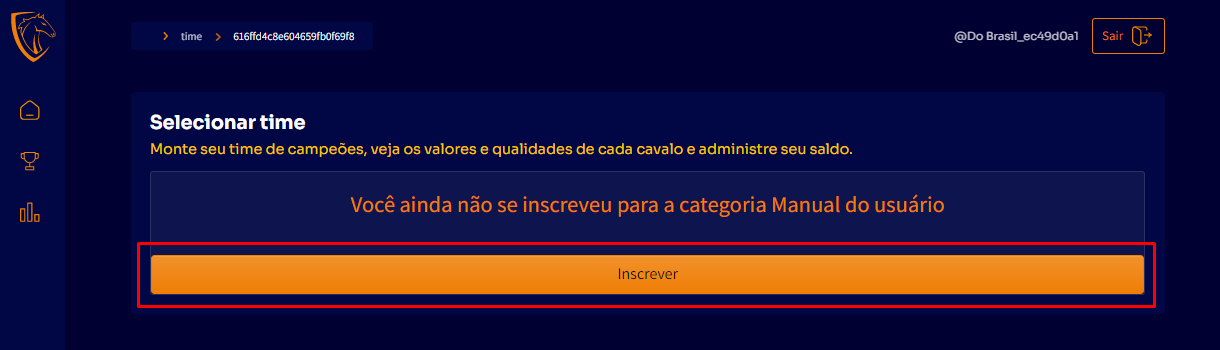 time 616ffd4c8e604659fb0f69f8
@Do Brasil_ec49d0a1
Sair
Selecionar time
Monte seu time de campeões, veja os valores e qualidades de cada cavalo e administre seu saldo.
Você ainda não se inscreveu para a categoria Manual do usuário
Inscrever